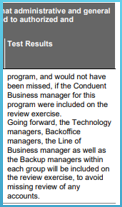 nat administrative and general
d to authorized and
Test Results
program, and would not have
been missed, if the Conduent
Business manager for this
program were included on the
review exercise.
Going forward, the Technology
managers, Backoffice
managers, the Line of
Business manager as well as
the Backup managers within
each group will be included on
the review exercise, to avoid
missing review of any
accounts.